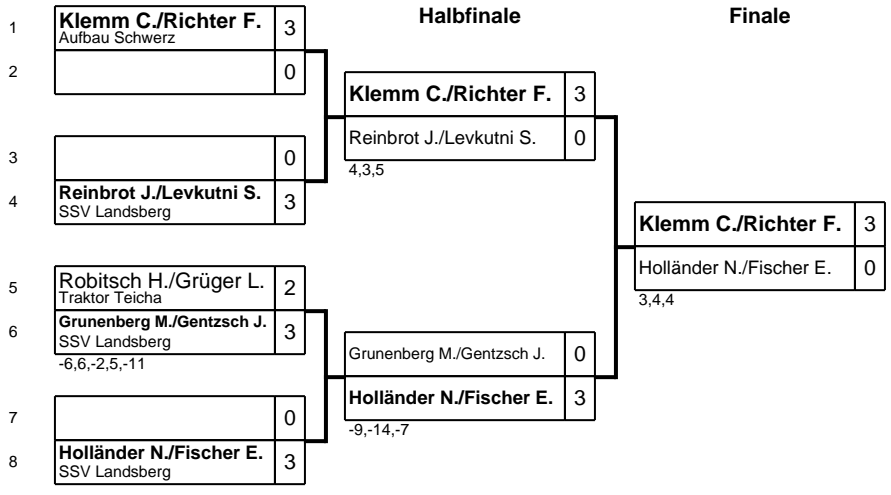 Halbfinale
Finale
1
Klemm C./Richter F. 3
Aufbau Schwerz
2
0
3
0
4
Reinbrot J./Levkutni S. 3
SSV Landsberg
5
Robitsch H./Grüger L. 2
Traktor Teicha
6
Grunenberg M./Gentzsch J. 3
SSV Landsberg
-6,6,-2,5,-11
7
0
8
Holländer N./Fischer E. 3
SSV Landsberg
Klemm C./Richter F. 3
Reinbrot J./Levkutni S. 0
4,3,5
Grunenberg M./Gentzsch J. 0
Holländer N./Fischer E. 3
-9,-14,-7
Klemm C./Richter F. 3
Holländer N./Fischer E. 0
3,4,4